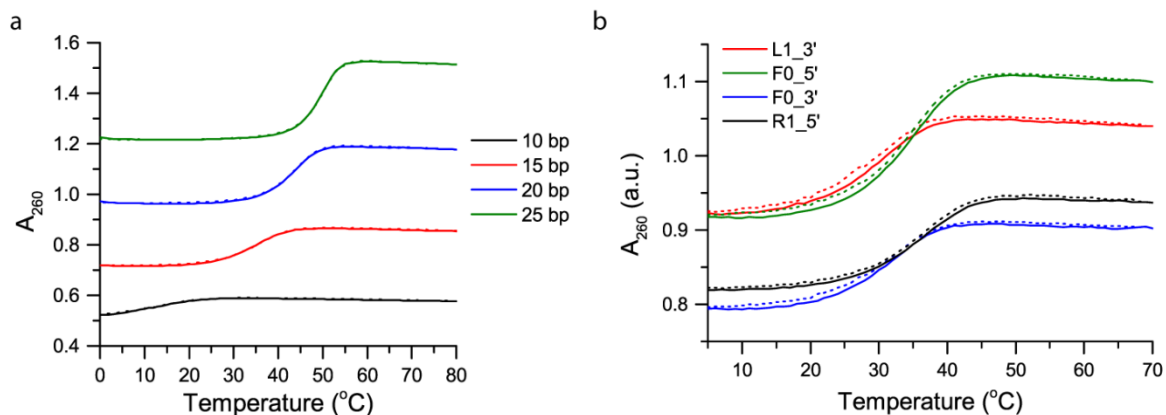 a
1.6
1.4
1.2
1.0
0.8
0.6
0.4
A260
0 10 20 30 40 50 60 70 80
Temperature (°C)
10 bp
15 bp
20 bp
25 bp
b
L1_3'
F0_5'
F0_3'
R1_5'
1.1
1.0
0.9
0.8
A260 (a.u.)
10 20 30 40 50 60 70
Temperature (°C)